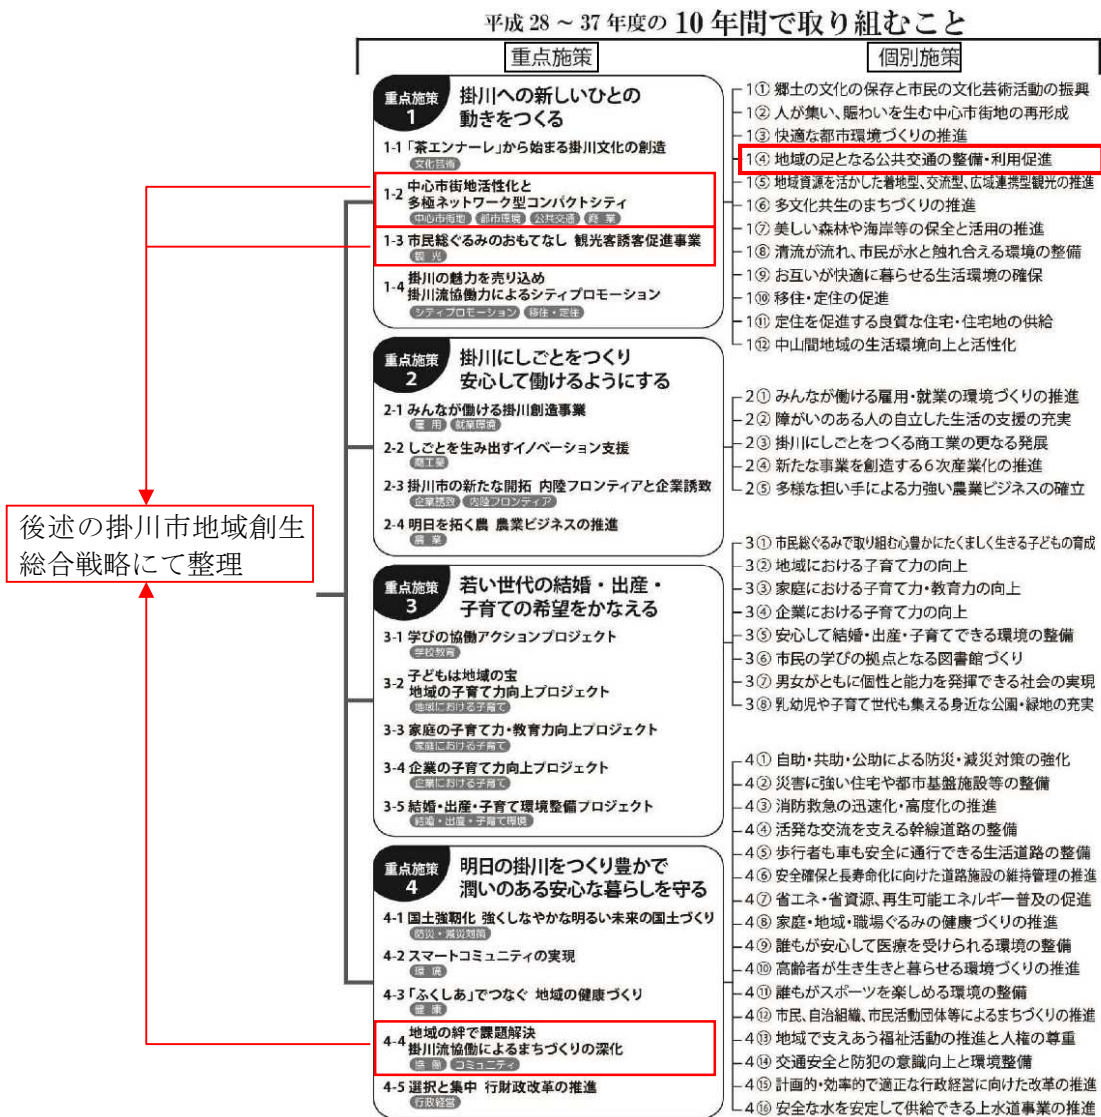 平成 28 ～ 37 年度の 10 年間で取り組むこと
重点施策
個別施策
重点施策
1
掛川への新しいひとの
動きをつくる
1-1「茶エンナーレ」から始まる掛川文化の創造
文化芸術
1-2 中心市街地活性化と
多極ネットワーク型コンパクトシティ
中心市街地 都市環境 公共交通 商 業
1-3 市民総ぐるみのおもてなし 観光客誘客促進事業
観 光
1-4 掛川の魅力を売り込め
掛川流協働力によるシティプロモーション
シティプロモーション 移住・定住
1① 郷土の文化の保存と市民の文化芸術活動の振興
1② 人が集い、賑わいを生む中心市街地の再形成
1③ 快適な都市環境づくりの推進
1④ 地域の足となる公共交通の整備・利用促進
1⑤ 地域資源を活かした着地型、交流型、広域連携型観光の推進
1⑥ 多文化共生のまちづくりの推進
1⑦ 美しい森林や海岸等の保全と活用の推進
1⑧ 清流が流れ、市民が水と触れ合える環境の整備
1⑨ お互いが快適に暮らせる生活環境の確保
1⑩ 移住・定住の促進
1⑪ 定住を促進する良質な住宅・住宅地の供給
1⑫ 中山間地域の生活環境向上と活性化
重点施策
2
掛川にしごとをつくり
安心して働けるようにする
2-1 みんなが働ける掛川創造事業
雇 用 就業環境
2-2 しごとを生み出すイノベーション支援
商工業
2-3 掛川市の新たな開拓 内陸フロンティアと企業誘致
企業誘致 内陸フロンティア
2-4 明日を拓く農 農業ビジネスの推進
農 業
2① みんなが働ける雇用・就業の環境づくりの推進
2② 障がいのある人の自立した生活の支援の充実
2③ 掛川にしごとをつくる商工業の更なる発展
2④ 新たな事業を創造する６次産業化の推進
2⑤ 多様な担い手による力強い農業ビジネスの確立
後述の掛川市地域創生
総合戦略にて整理
重点施策
3
若い世代の結婚・出産・
子育ての希望をかなえる
3-1 学びの協働アクションプロジェクト
学校教育
3-2 子どもは地域の宝
地域の子育て力向上プロジェクト
地域における子育て
3-3 家庭の子育て力・教育力向上プロジェクト
家庭における子育て
3-4 企業の子育て力向上プロジェクト
企業における子育て
3-5 結婚・出産・子育て環境整備プロジェクト
結婚・出産・子育て環境
3① 市民総ぐるみで取り組む心豊かにたくましく生きる子どもの育成
3② 地域における子育て力の向上
3③ 家庭における子育て力・教育力の向上
3④ 企業における子育て力の向上
3⑤ 安心して結婚・出産・子育てできる環境の整備
3⑥ 市民の学びの拠点となる図書館づくり
3⑦ 男女がともに個性と能力を発揮できる社会の実現
3⑧ 乳幼児や子育て世代も集える身近な公園・緑地の充実
重点施策
4
明日の掛川をつくり豊かで
潤いのある安心な暮らしを守る
4-1 国土強靭化 強くしなやかな明るい未来の国土づくり
防災・減災対策
4-2 スマートコミュニティの実現
環 境
4-3「ふくしあ」でつなぐ 地域の健康づくり
健 康
4-4 地域の絆で課題解決
掛川流協働によるまちづくりの深化
協 働 コミュニティ
4-5 選択と集中 行財政改革の推進
行政経営
4① 自助・共助・公助による防災・減災対策の強化
4② 災害に強い住宅や都市基盤施設等の整備
4③ 消防救急の迅速化・高度化の推進
4④ 活発な交流を支える幹線道路の整備
4⑤ 歩行者も車も安全に通行できる生活道路の整備
4⑥ 安全確保と長寿命化に向けた道路施設の維持管理の推進
4⑦ 省エネ・省資源、再生可能エネルギー普及の促進
4⑧ 家庭・地域・職場ぐるみの健康づくりの推進
4⑨ 誰もが安心して医療を受けられる環境の整備
4⑩ 高齢者が生き生きと暮らせる環境づくりの推進
4⑪ 誰もがスポーツを楽しめる環境の整備
4⑫ 市民、自治組織、市民活動団体等によるまちづくりの推進
4⑬ 地域で支えあう福祉活動の推進と人権の尊重
4⑭ 交通安全と防犯の意識向上と環境整備
4⑮ 計画的・効率的で適正な行政経営に向けた改革の推進
4⑯ 安全な水を安定して供給できる上水道事業の推進